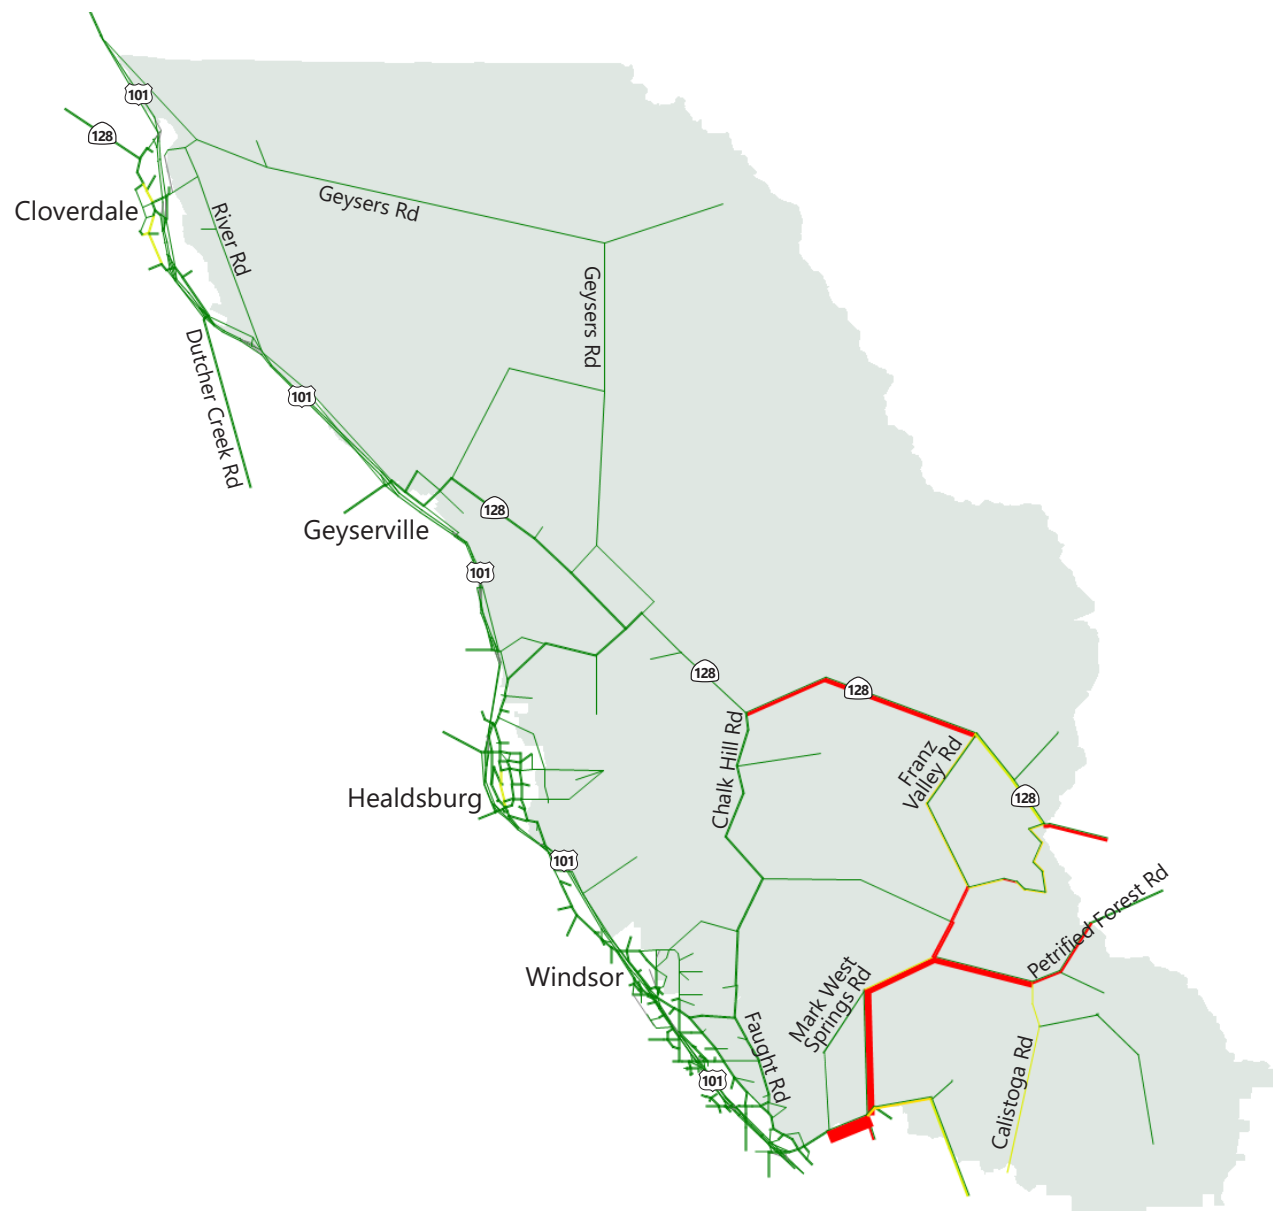 101
128
Cloverdale
River Rd
Geysers Rd
Geysers Rd
Dutcher Creek Rd
101
Geyserville
128
101
128
128
Chalk Hill Rd
Franz
Valley Rd
128
Healdsburg
101
Petrified Forest Rd
Windsor
Mark West
Springs Rd
Faught Rd
101
Calistoga Rd